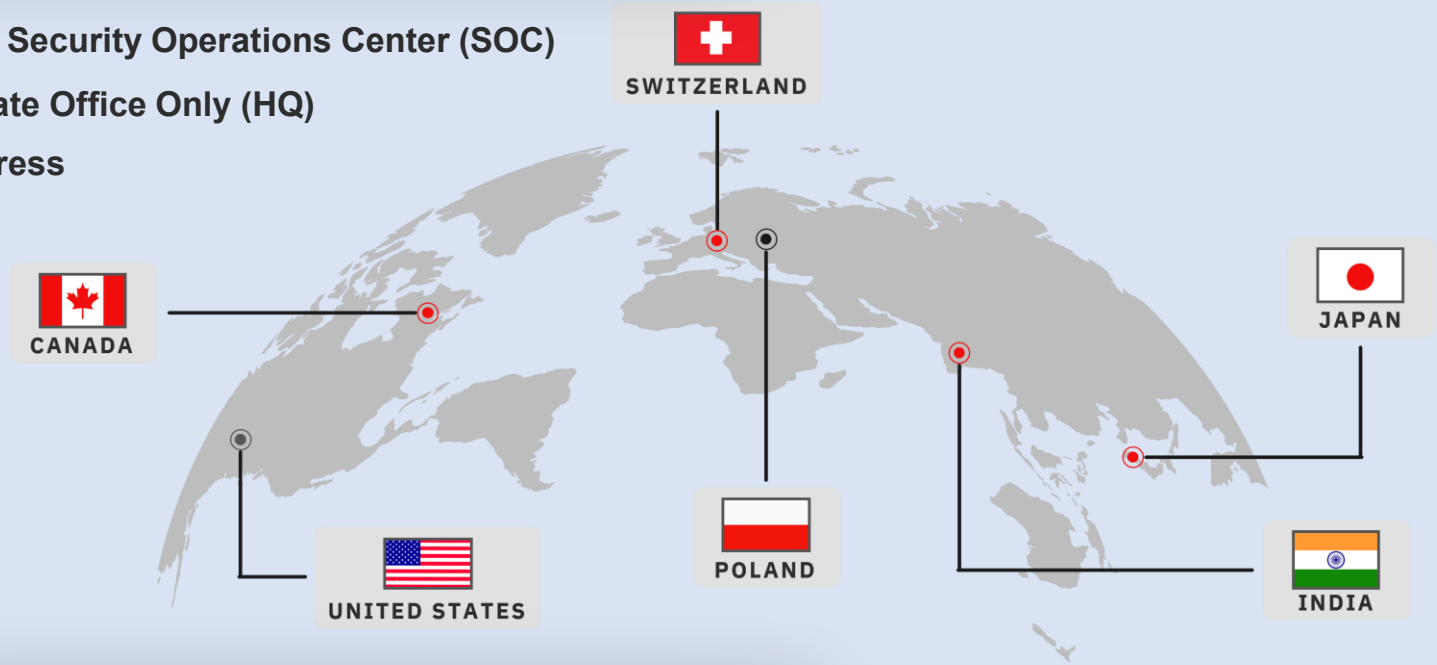 Security Operations Center (SOC)
ate Office Only (HQ)
ress
SWITZERLAND
CANADA
JAPAN
POLAND
UNITED STATES
INDIA